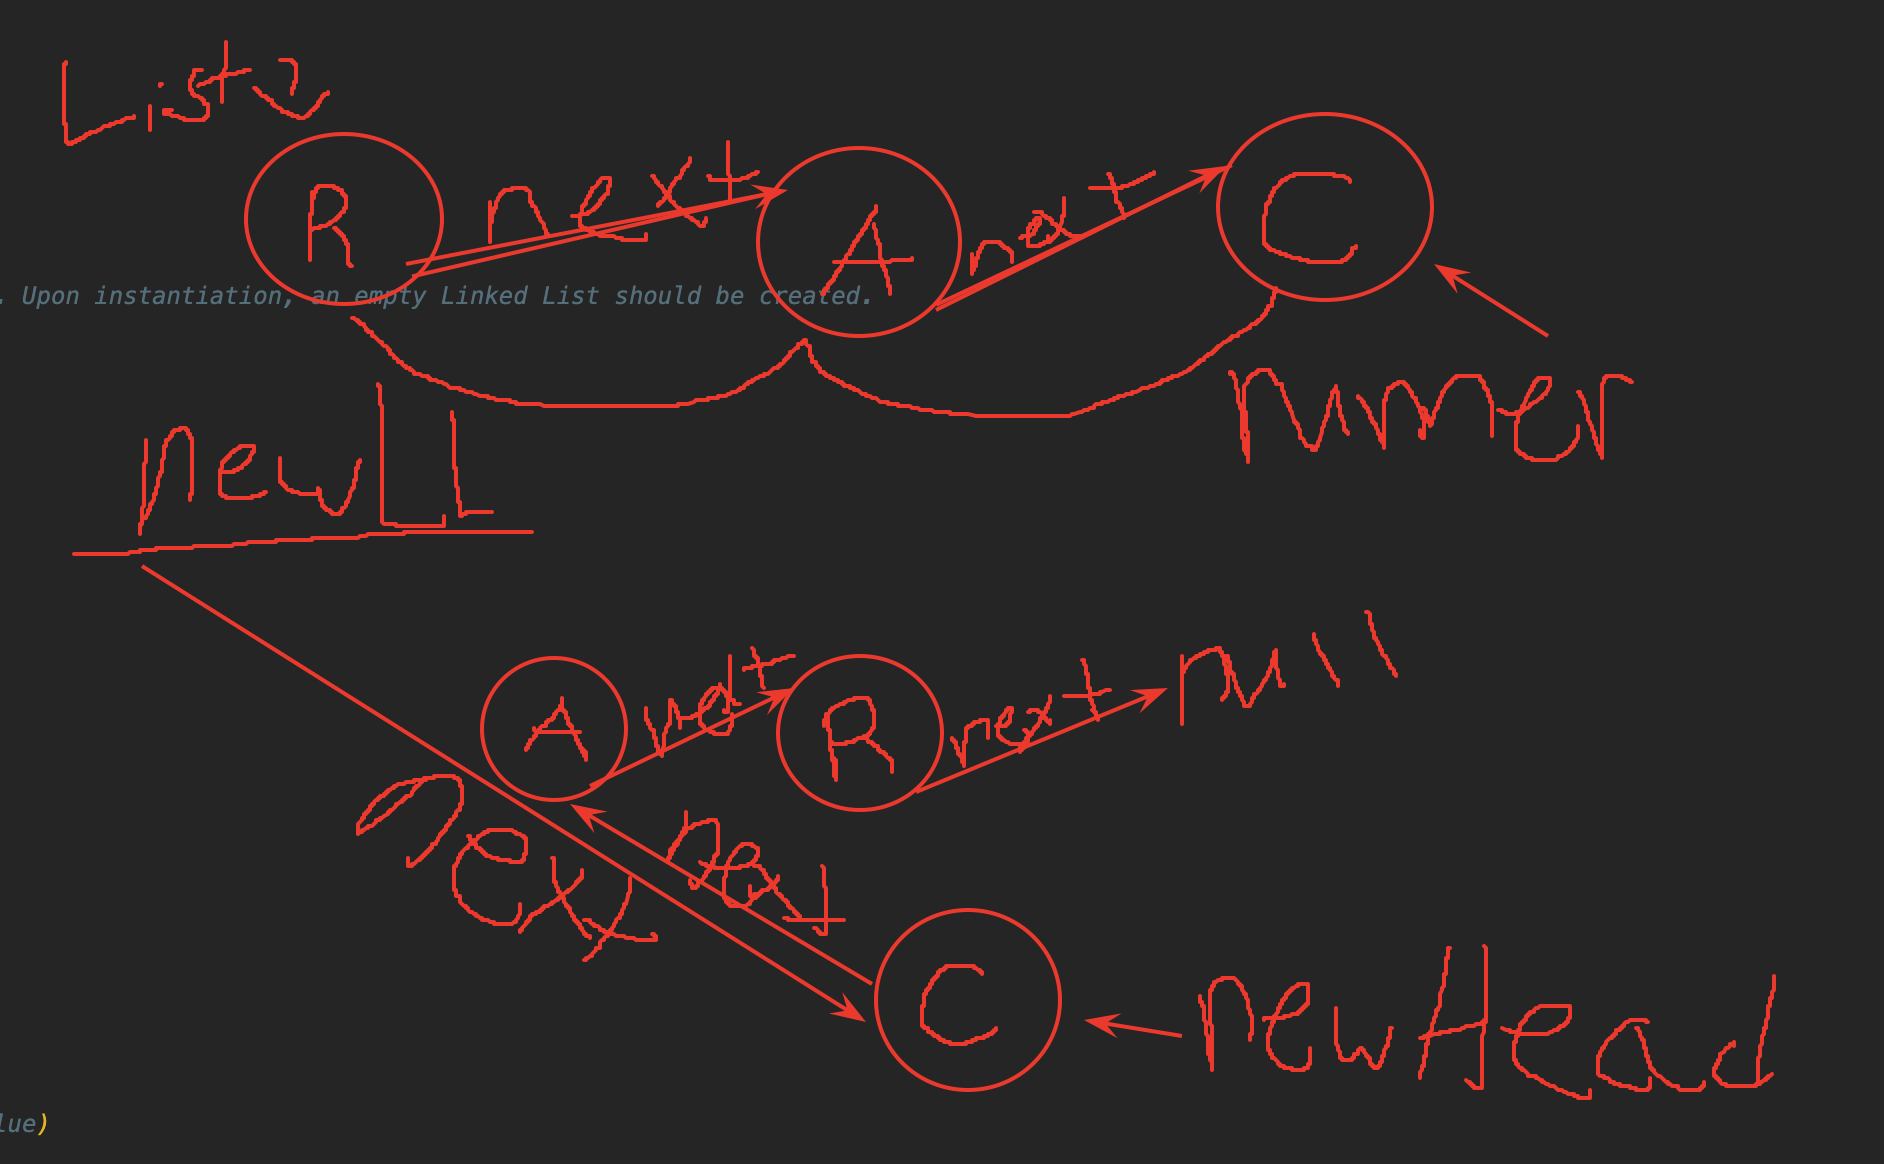 List2
R next A next C
. Upon instantiation, an empty Linked List should be created.
runner
newLL
A next R next null
next
next
C
newHead
lue)